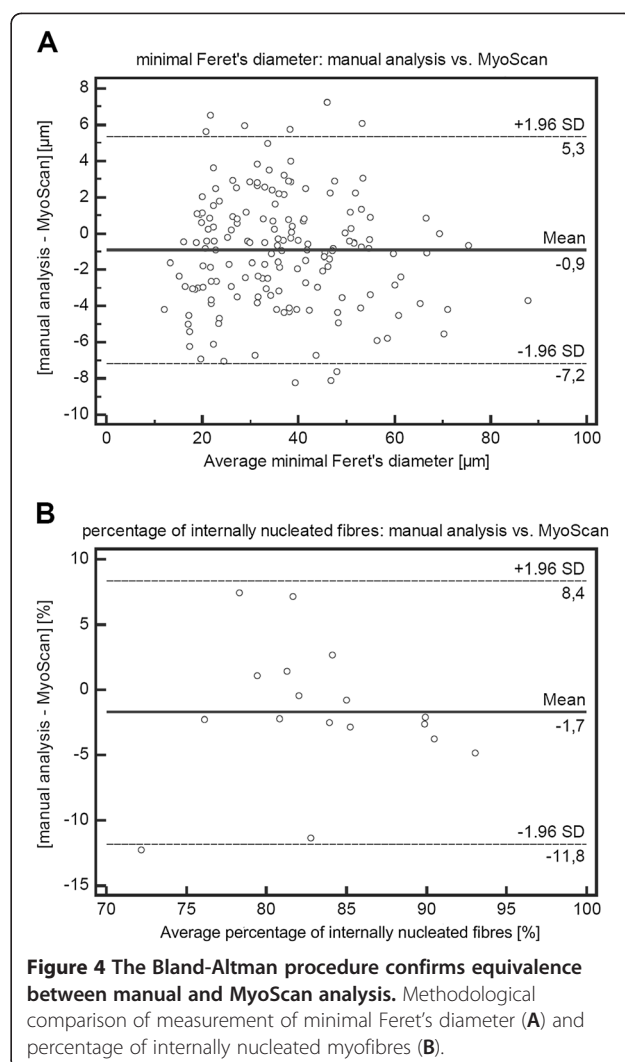 A
minimal Feret's diameter: manual analysis vs. MyoScan
[manual analysis - MyoScan] [µm]
8
6
4
2
0
-2
-4
-6
-8
-10
+1.96 SD
5,3
Mean
-0,9
-1.96 SD
-7,2
0 20 40 60 80 100
Average minimal Feret's diameter [µm]
B
percentage of internally nucleated fibres: manual analysis vs. MyoScan
[manual analysis - MyoScan] [%]
10
5
0
-5
-10
-15
+1.96 SD
8,4
Mean
-1,7
-1.96 SD
-11,8
70 75 80 85 90 95 100
Average percentage of internally nucleated fibres [%]
Figure 4 The Bland-Altman procedure confirms equivalence
between manual and MyoScan analysis. Methodological
comparison of measurement of minimal Feret's diameter (A) and
percentage of internally nucleated myofibres (B).